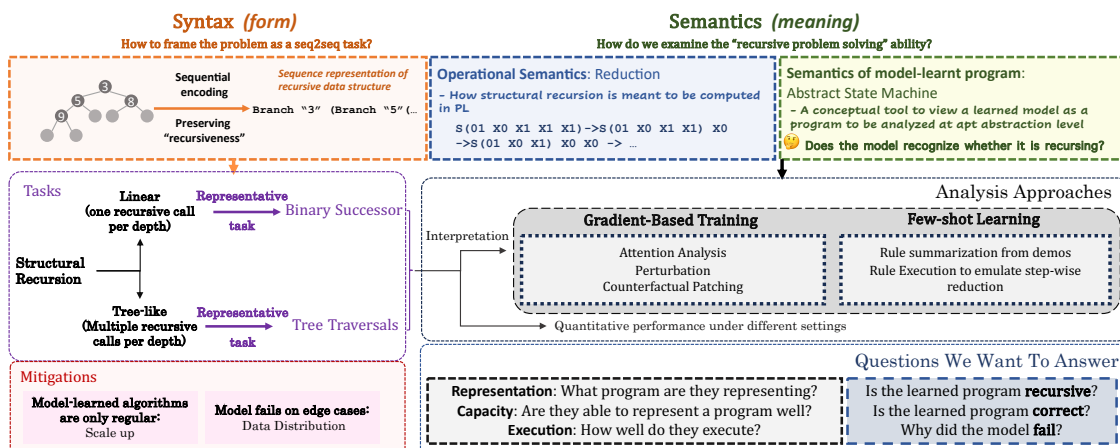 Syntax (form)
How to frame the problem as a seq2seq task?
3
5
8
9
Sequential
encoding
Preserving
"recursiveness"
Sequence representation of
recursive data structure
Branch "3" (Branch "5"(…
Semantics (meaning)
How do we examine the "recursive problem solving" ability?
Operational Semantics: Reduction
– How structural recursion is meant to be computed
in PL
S(01 X0 X1 X1 X1)->S(01 X0 X1 X1) X0
->S(01 X0 X1) X0 X0 -> …
Semantics of model-learnt program:
Abstract State Machine
– A conceptual tool to view a learned model as a
program to be analyzed at apt abstraction level
🤔 Does the model recognize whether it is recursing?
Tasks
Structural
Recursion
Linear
(one recursive call
per depth)
Representative
task
Binary Successor
Tree-like
(Multiple recursive
calls per depth)
Representative
task
Tree Traversals
Analysis Approaches
Interpretation
Gradient-Based Training
Attention Analysis
Perturbation
Counterfactual Patching
Few-shot Learning
Rule summarization from demos
Rule Execution to emulate step-wise
reduction
Quantitative performance under different settings
Mitigations
Model-learned algorithms
are only regular:
Scale up
Model fails on edge cases:
Data Distribution
Questions We Want To Answer
Representation: What program are they representing?
Capacity: Are they able to represent a program well?
Execution: How well do they execute?
Is the learned program recursive?
Is the learned program correct?
Why did the model fail?